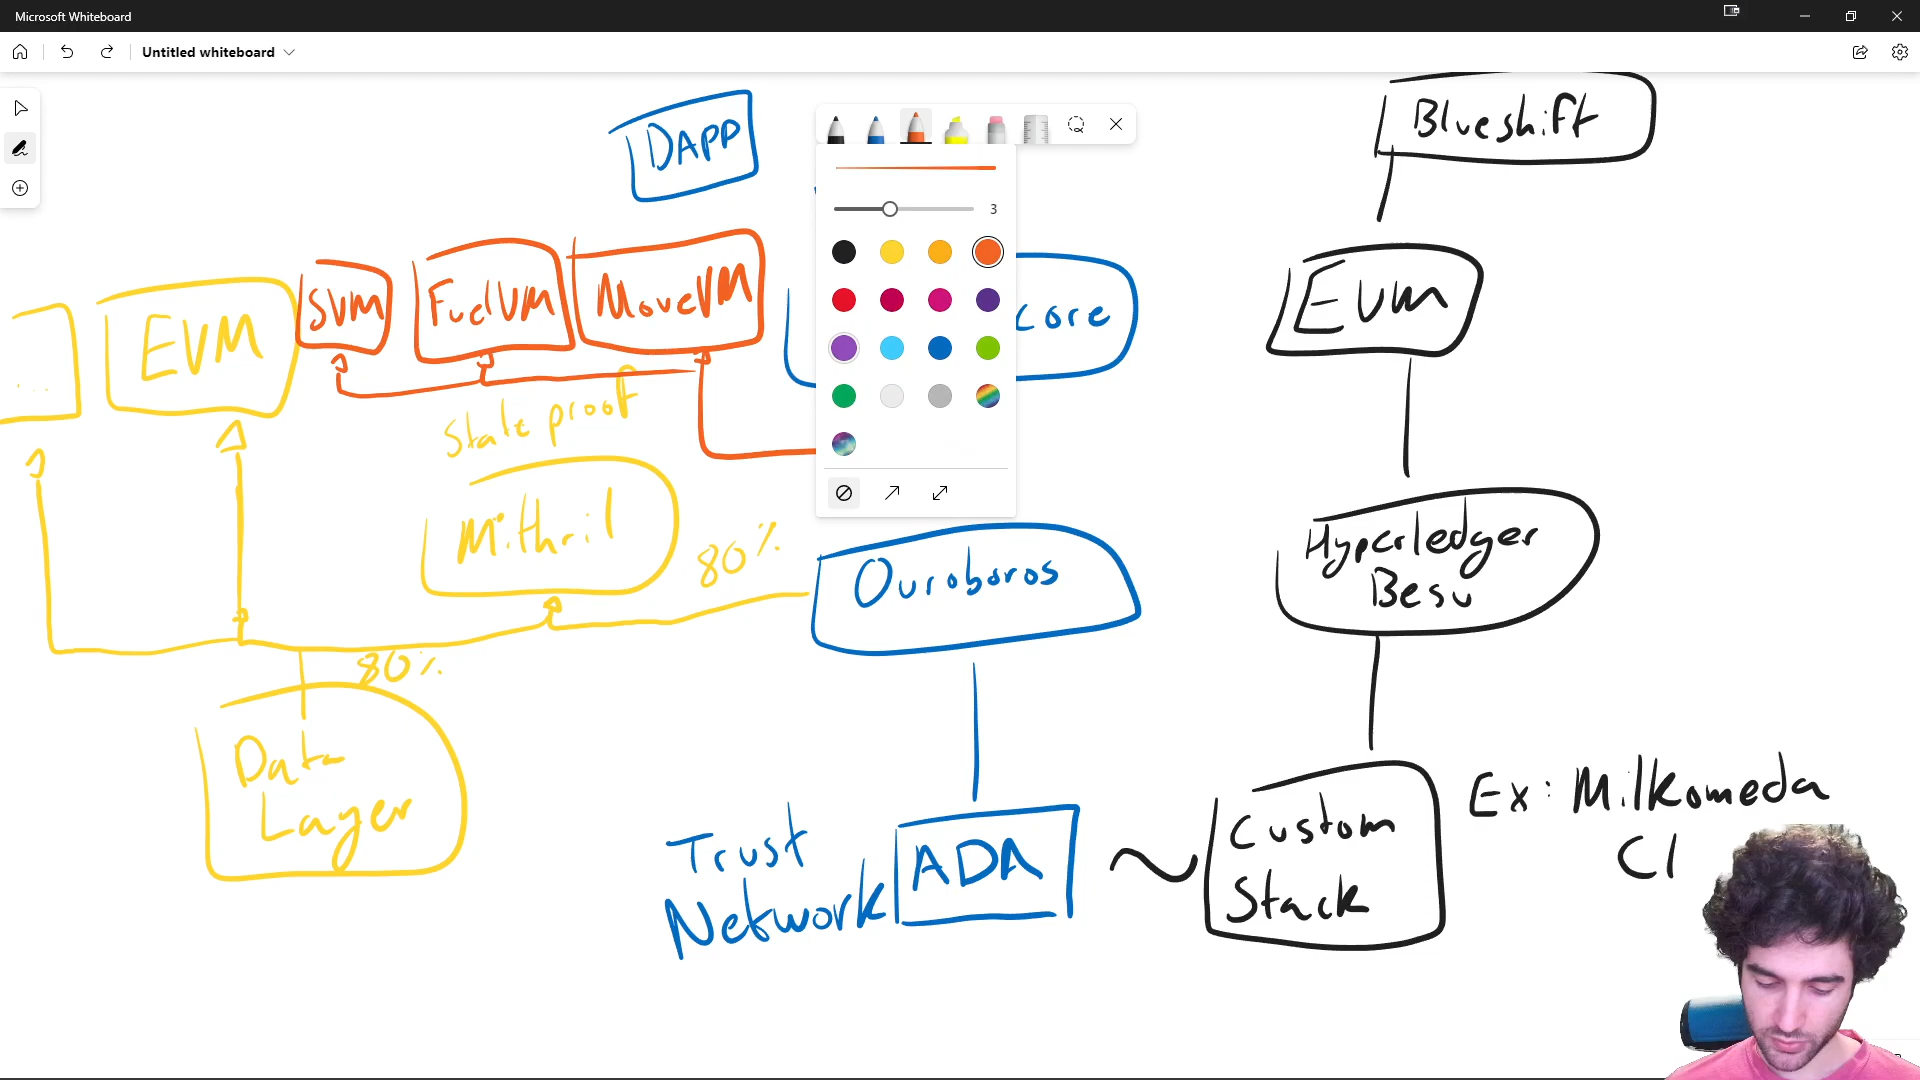 Microsoft Whiteboard
Untitled whiteboard
DAPP
3
Blueshift
EVM
SVM
FuelVM
MoveVM
core
EVM
...
State proof
Mithril
80%
Ouroboros
Hyperledger
Besu
80%
Data
Layer
Trust
Network
ADA
~
Custom
Stack
Ex: Milkomeda
C1